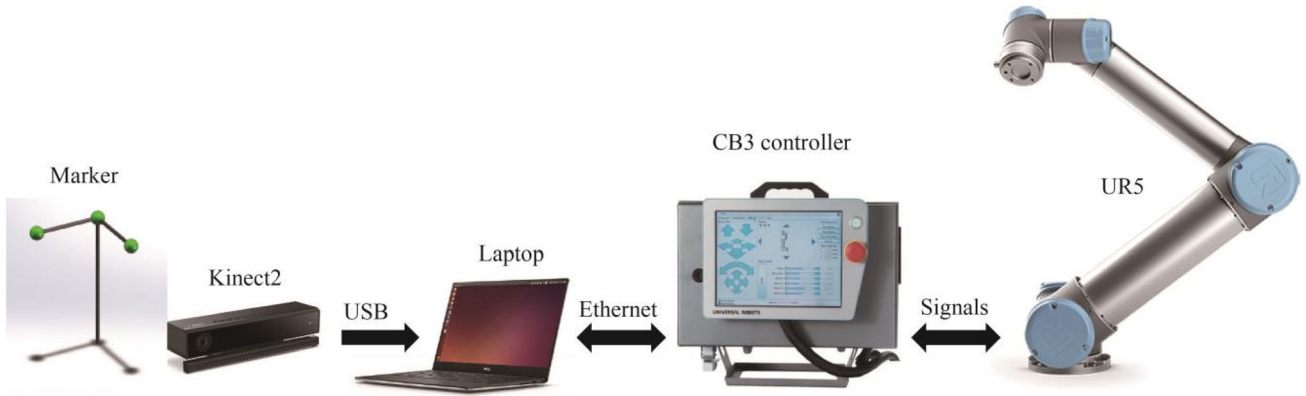 Marker
Kinect2
USB
Laptop
Ethernet
CB3 controller
UNIVERSAL ROBOTS
Signals
UR5